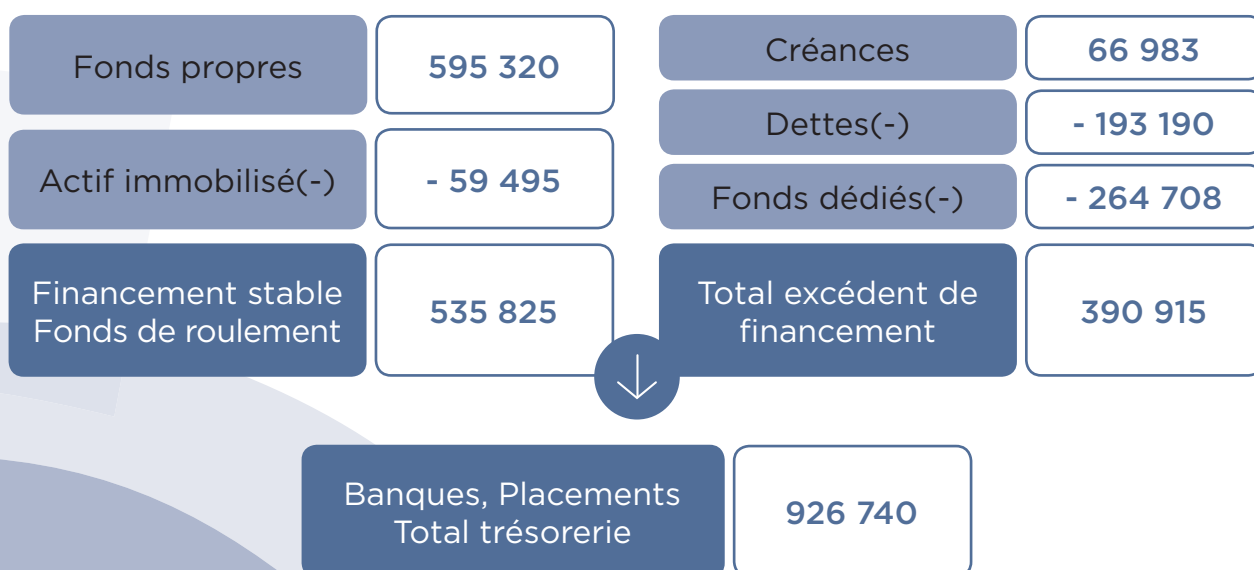 Fonds propres
595 320
Actif immobilisé(-)
- 59 495
Financement stable
Fonds de roulement
535 825
Créances
66 983
Dettes(-)
- 193 190
Fonds dédiés(-)
- 264 708
Total excédent de
financement
390 915
Banques, Placements
Total trésorerie
926 740